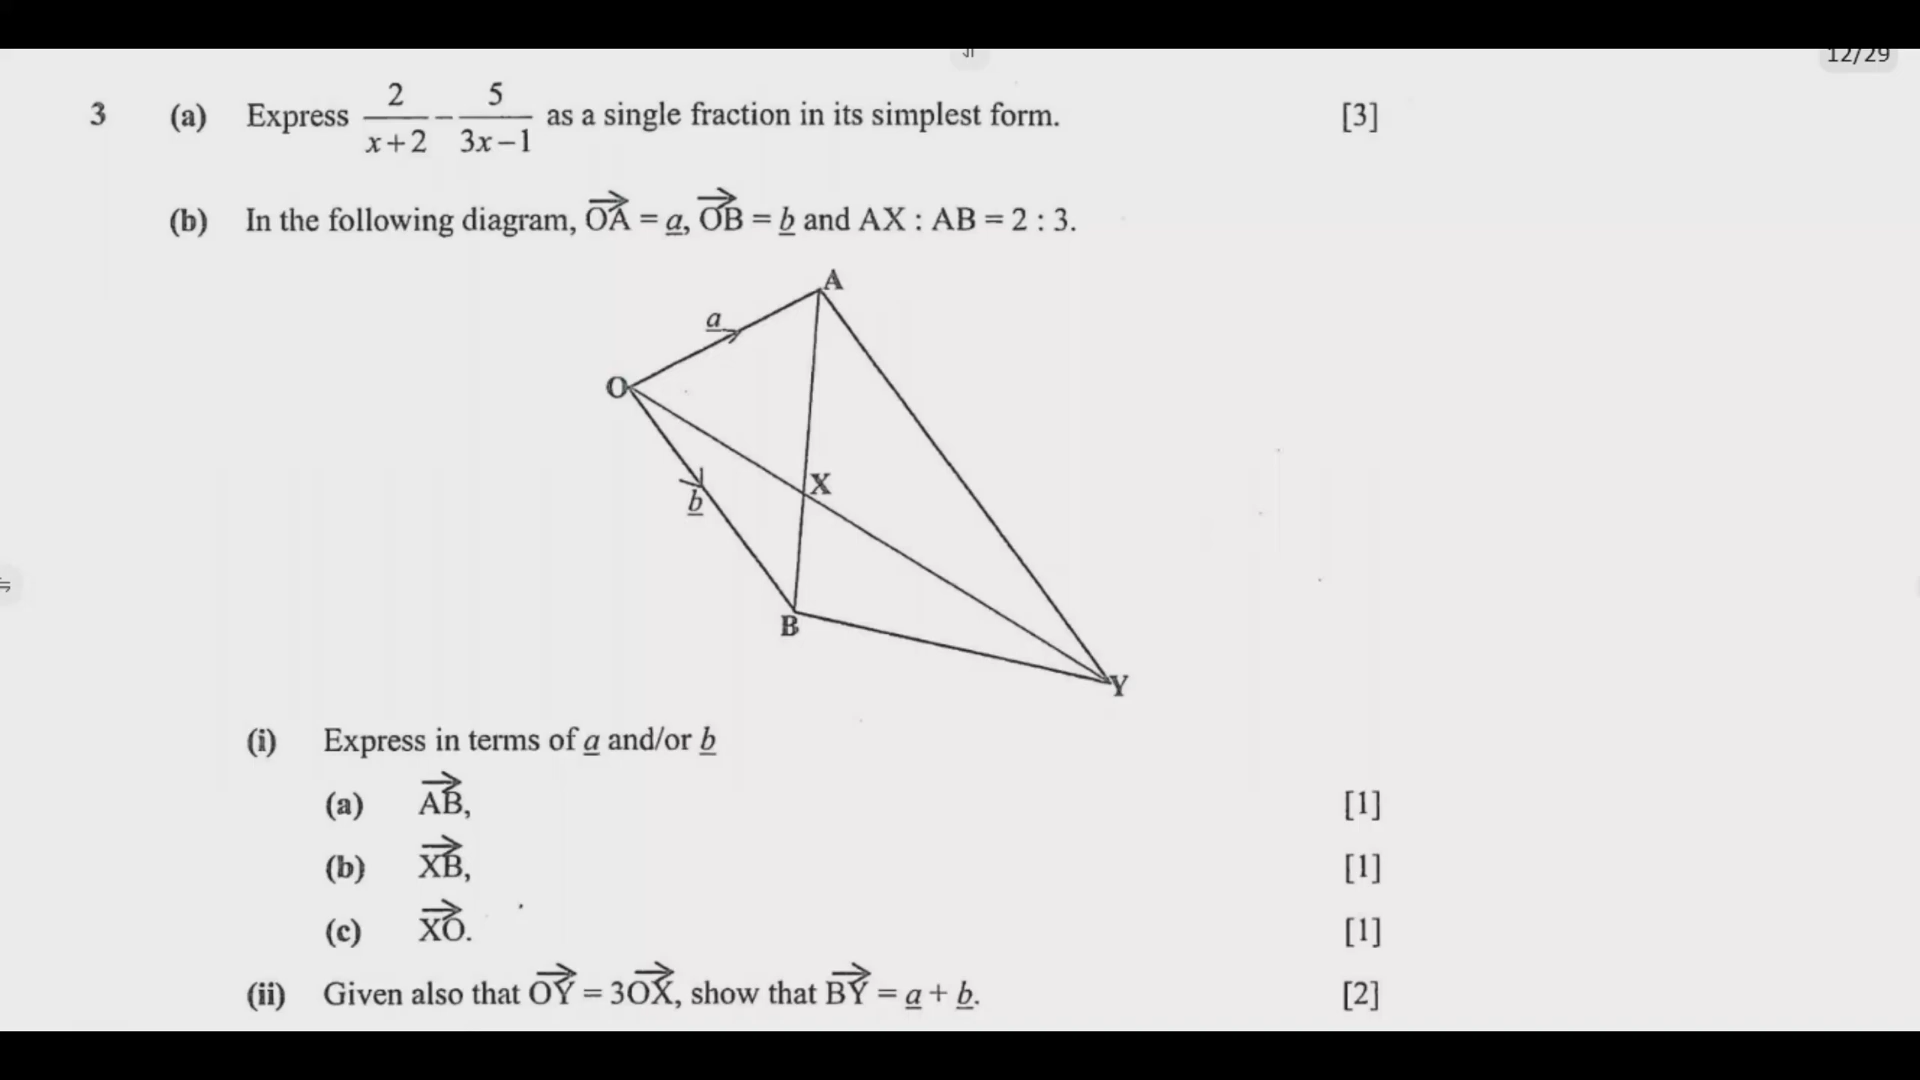 12/29
3 (a) Express 2/(x+2) − 5/(3x−1) as a single fraction in its simplest form. [3]
(b) In the following diagram, →OA = a, →OB = b and AX : AB = 2 : 3.
A
a
O
X
b
B
Y
(i) Express in terms of a and/or b
(a) →AB, [1]
(b) →XB, [1]
(c) →XO. [1]
(ii) Given also that →OY = 3→OX, show that →BY = a + b. [2]